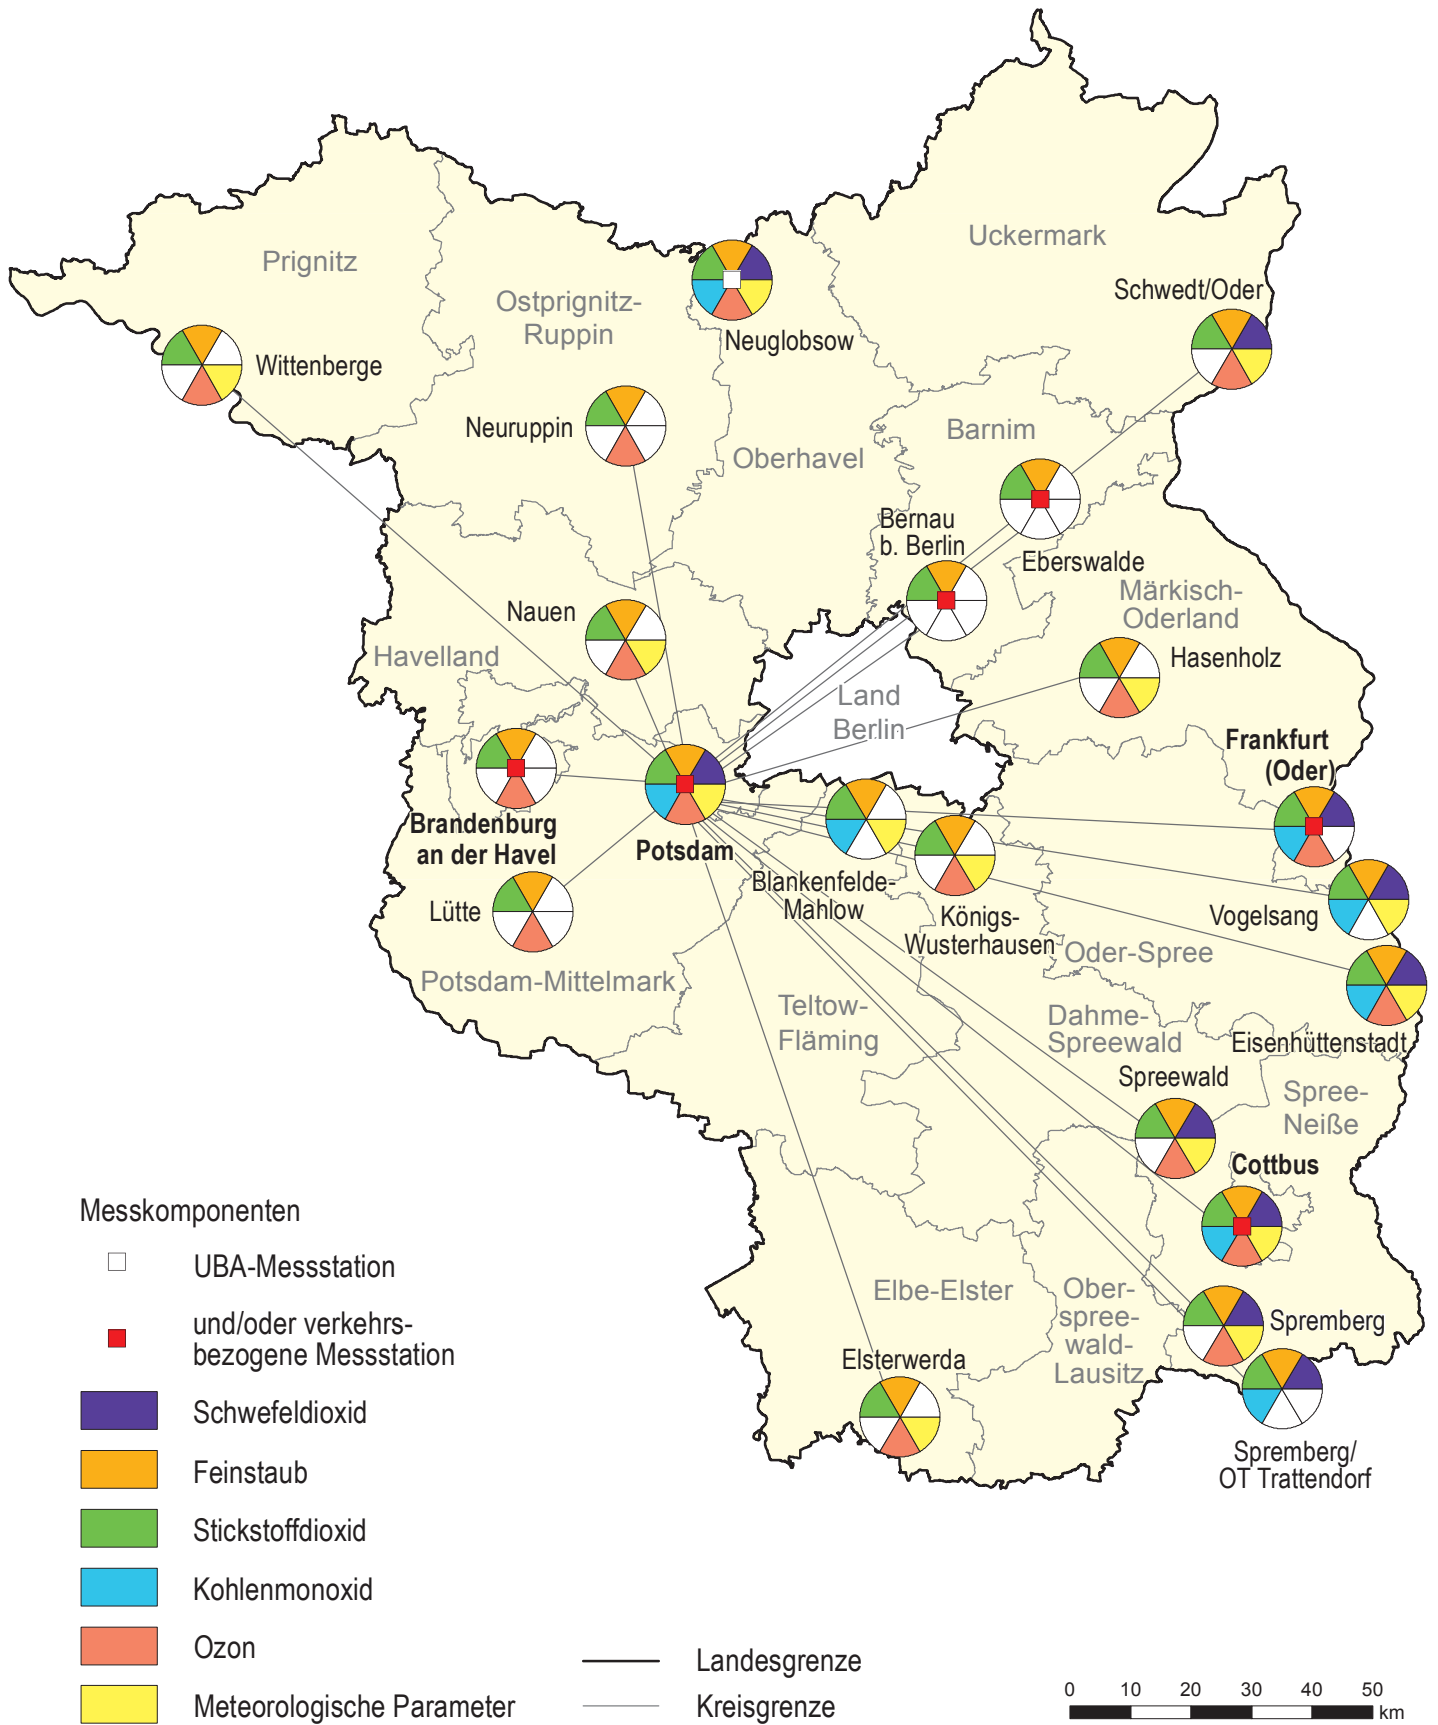 Uckermark
Prignitz
Schwedt/Oder
Ostprignitz-
Ruppin
Neuglobsow
Wittenberge
Neuruppin
Barnim
Oberhavel
Bernau
b. Berlin
Eberswalde
Märkisch-
Oderland
Nauen
Havelland
Hasenholz
Land
Berlin
Frankfurt
(Oder)
Brandenburg
an der Havel
Potsdam
Blankenfelde-
Mahlow
Lütte
Königs-
Wusterhausen
Vogelsang
Oder-Spree
Potsdam-Mittelmark
Teltow-
Fläming
Dahme-
Spreewald
Eisenhüttenstadt
Spreewald
Spree-
Neiße
Cottbus
Elbe-Elster
Ober-
spree-
wald-
Lausitz
Spremberg
Elsterwerda
Spremberg/
OT Trattendorf
Messkomponenten
UBA-Messstation
und/oder verkehrs-
bezogene Messstation
Schwefeldioxid
Feinstaub
Stickstoffdioxid
Kohlenmonoxid
Ozon
Meteorologische Parameter
Landesgrenze
Kreisgrenze
0 10 20 30 40 50
km